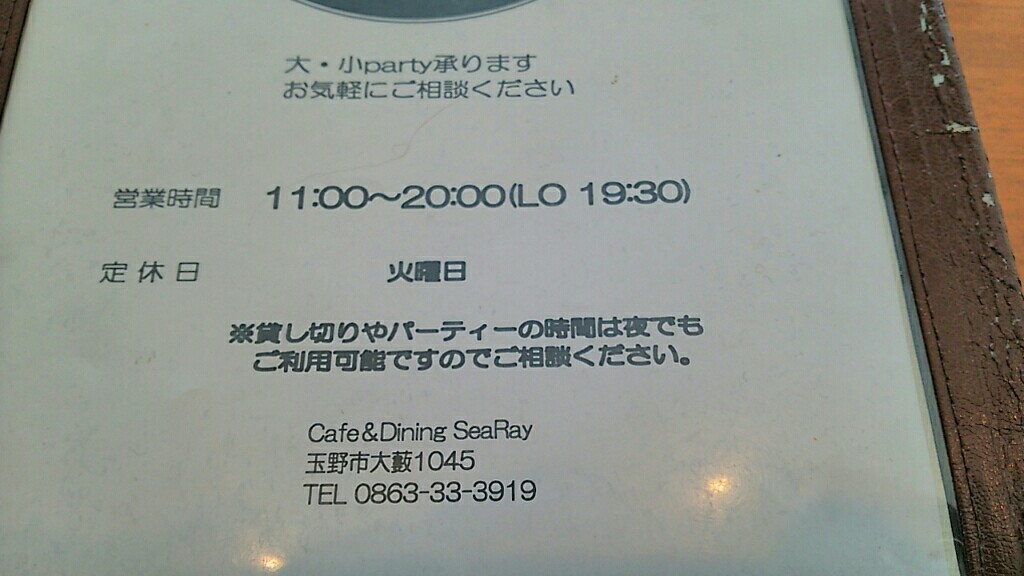 大・小party承ります
お気軽にご相談ください
営業時間 11:00～20:00(LO 19:30)
定休日 火曜日
※貸し切りやパーティーの時間は夜でも
ご利用可能ですのでご相談ください。
Cafe&Dining SeaRay
玉野市大藪1045
TEL 0863-33-3919